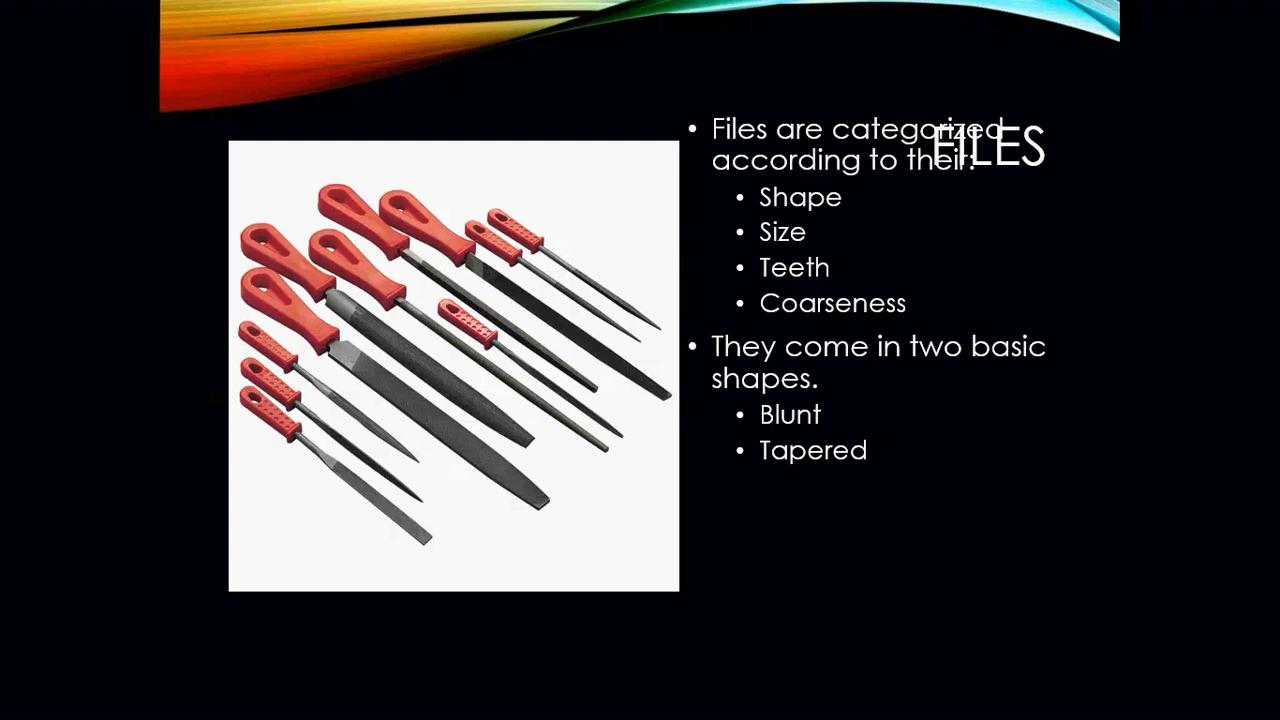 FILES
• Files are categorized
according to their:
• Shape
• Size
• Teeth
• Coarseness
• They come in two basic
shapes.
• Blunt
• Tapered